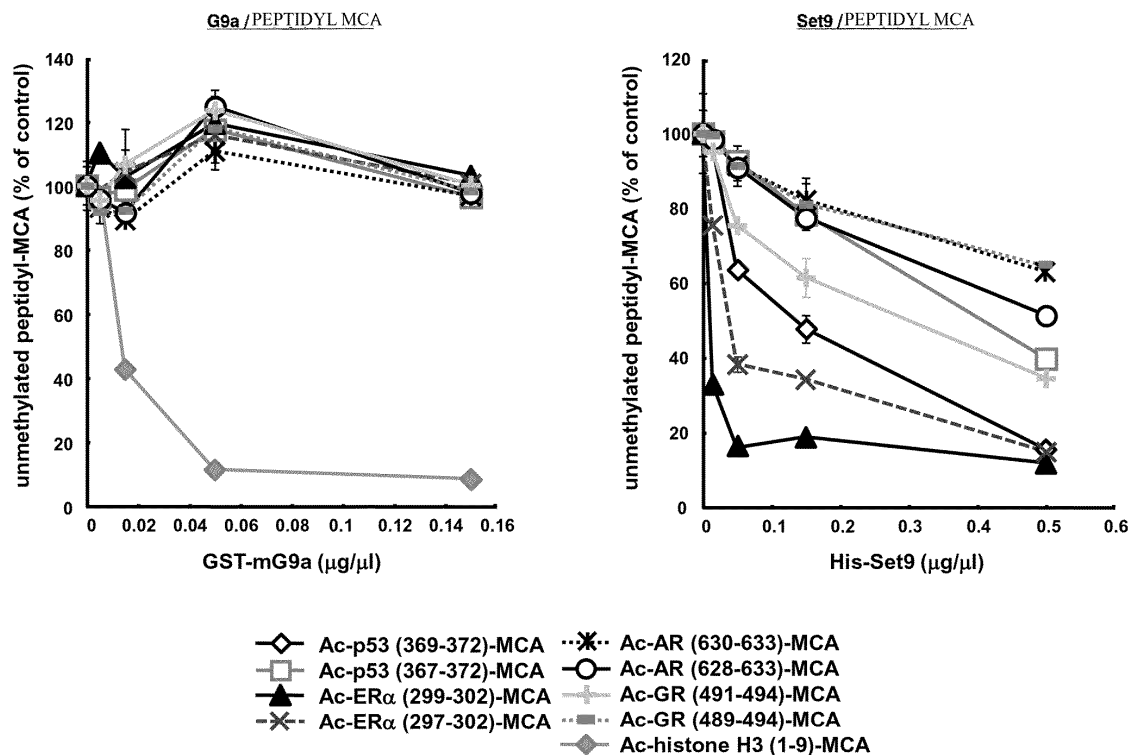 G9a/PEPTIDYL MCA
Set9/PEPTIDYL MCA
unmethylated peptidyl-MCA (% of control)
140
120
100
80
60
40
20
0
0 0.02 0.04 0.06 0.08 0.1 0.12 0.14 0.16
GST-mG9a (µg/µl)
unmethylated peptidyl-MCA (% of control)
120
100
80
60
40
20
0
0 0.1 0.2 0.3 0.4 0.5 0.6
His-Set9 (µg/µl)
Ac-p53 (369-372)-MCA
Ac-p53 (367-372)-MCA
Ac-ERα (299-302)-MCA
Ac-ERα (297-302)-MCA
Ac-AR (630-633)-MCA
Ac-AR (628-633)-MCA
Ac-GR (491-494)-MCA
Ac-GR (489-494)-MCA
Ac-histone H3 (1-9)-MCA